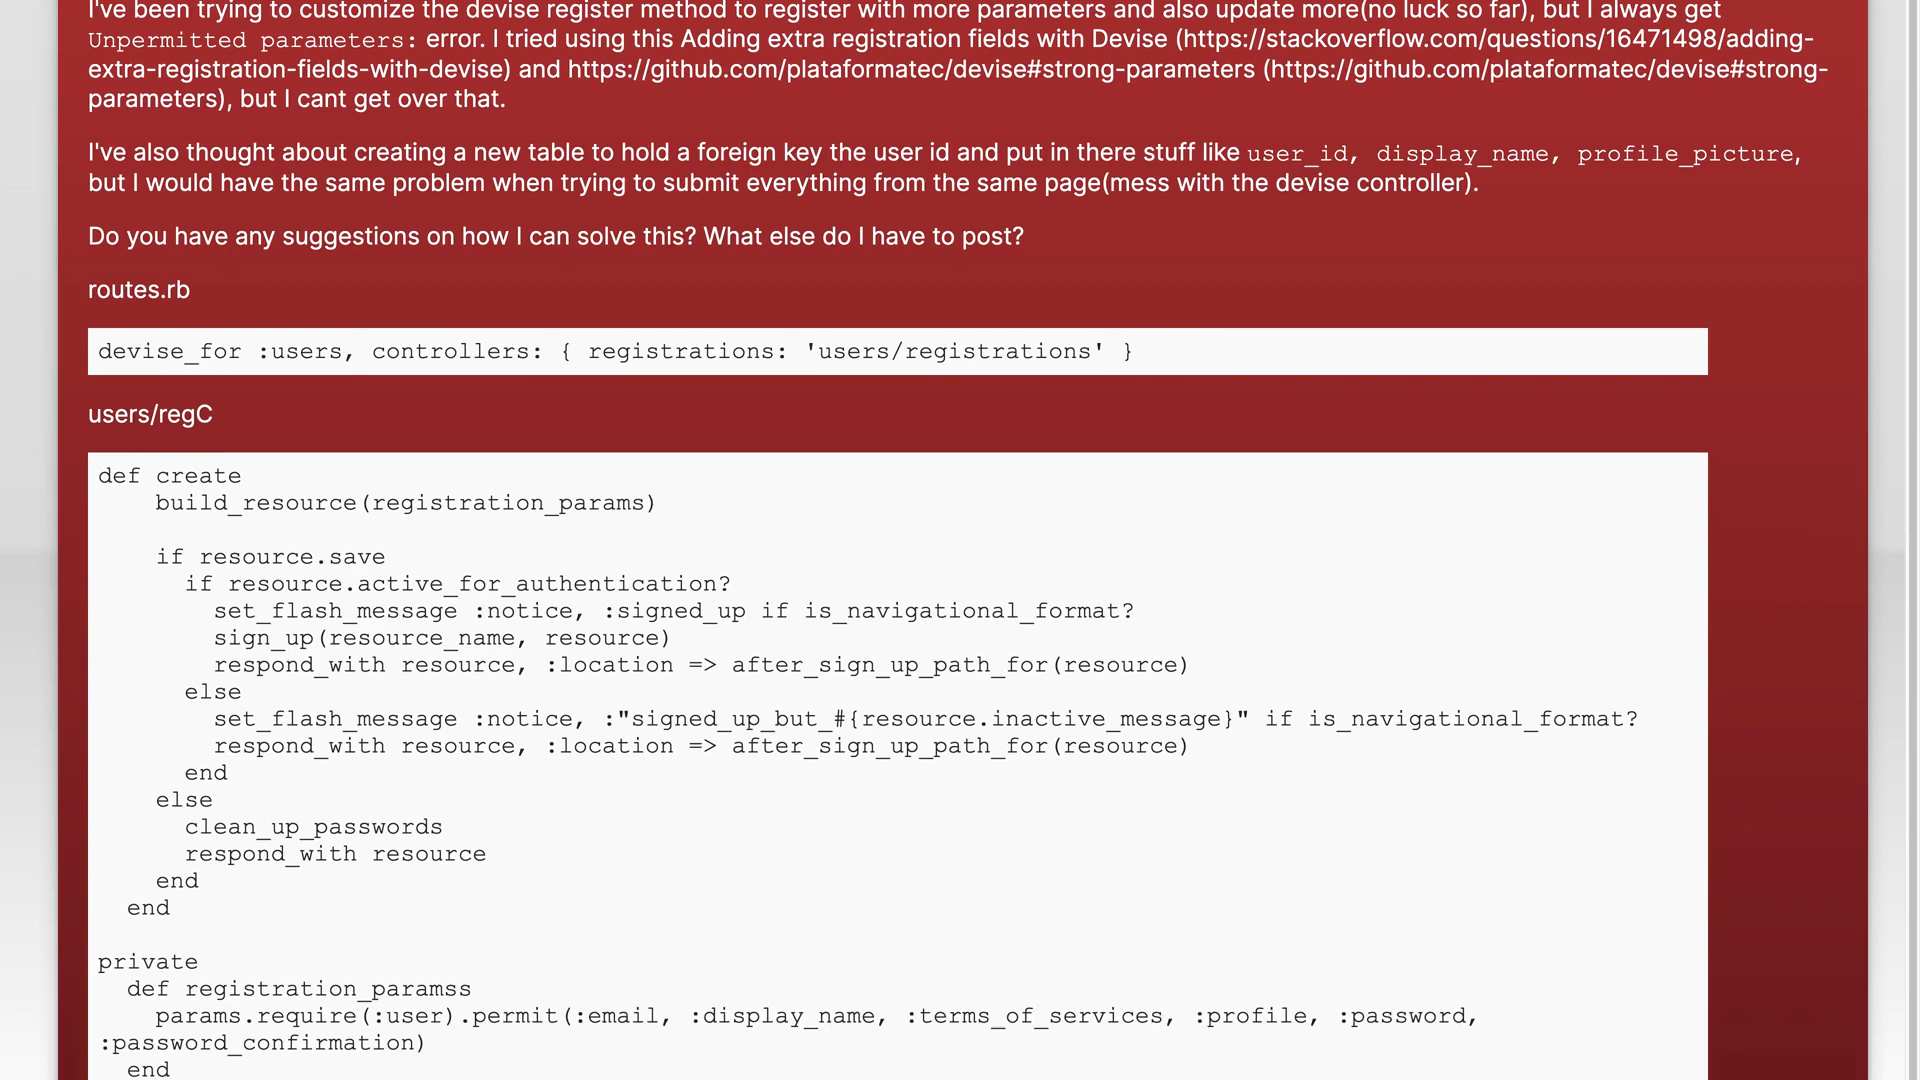 I've been trying to customize the devise register method to register with more parameters and also update more(no luck so far), but I always get
Unpermitted parameters: error. I tried using this Adding extra registration fields with Devise (https://stackoverflow.com/questions/16471498/adding-
extra-registration-fields-with-devise) and https://github.com/plataformatec/devise#strong-parameters (https://github.com/plataformatec/devise#strong-
parameters), but I cant get over that.
I've also thought about creating a new table to hold a foreign key the user id and put in there stuff like user_id, display_name, profile_picture,
but I would have the same problem when trying to submit everything from the same page(mess with the devise controller).
Do you have any suggestions on how I can solve this? What else do I have to post?
routes.rb
devise_for :users, controllers: { registrations: 'users/registrations' }
users/regC
def create
    build_resource(registration_params)
    if resource.save
      if resource.active_for_authentication?
        set_flash_message :notice, :signed_up if is_navigational_format?
        sign_up(resource_name, resource)
        respond_with resource, :location => after_sign_up_path_for(resource)
      else
        set_flash_message :notice, :"signed_up_but_#{resource.inactive_message}" if is_navigational_format?
        respond_with resource, :location => after_sign_up_path_for(resource)
      end
    else
      clean_up_passwords
      respond_with resource
    end
  end
private
  def registration_paramss
    params.require(:user).permit(:email, :display_name, :terms_of_services, :profile, :password,
:password_confirmation)
  end